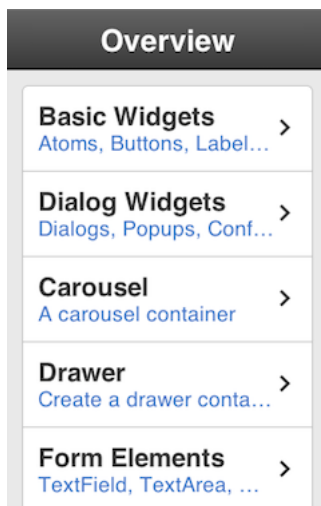 Overview
Basic Widgets
Atoms, Buttons, Label...
Dialog Widgets
Dialogs, Popups, Conf...
Carousel
A carousel container
Drawer
Create a drawer conta...
Form Elements
TextField, TextArea, ...